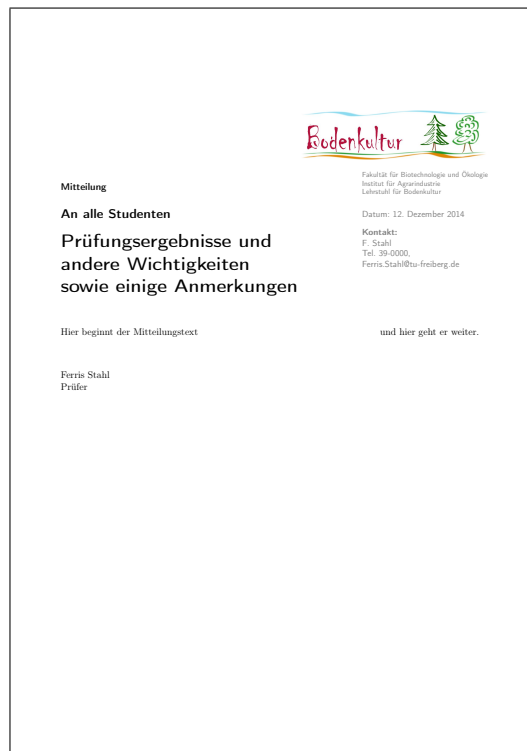 Bodenkultur
Fakultät für Biotechnologie und Ökologie
Institut für Agrarindustrie
Lehrstuhl für Bodenkultur
Mitteilung
An alle Studenten
Datum: 12. Dezember 2014
Prüfungsergebnisse und
andere Wichtigkeiten
sowie einige Anmerkungen
Kontakt:
F. Stahl
Tel. 39-0000,
Ferris.Stahl@tu-freiberg.de
Hier beginnt der Mitteilungstext und hier geht er weiter.
Ferris Stahl
Prüfer